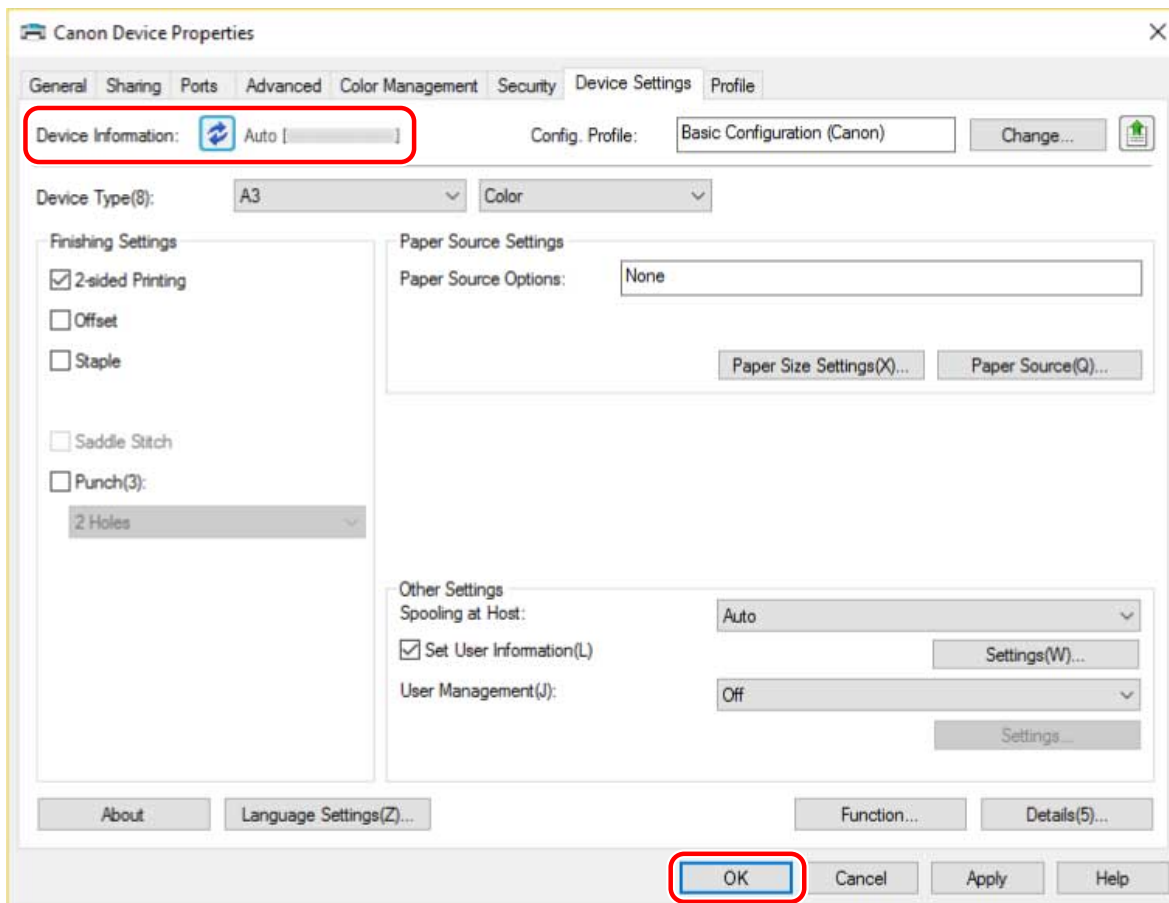 Canon Device Properties
General Sharing Ports Advanced Color Management Security Device Settings Profile
Device Information: Auto [ ] Config. Profile: Basic Configuration (Canon) Change...
Device Type(8): A3 Color
Finishing Settings
2-sided Printing
Offset
Staple
Saddle Stitch
Punch(3):
2 Holes
Paper Source Settings
Paper Source Options: None
Paper Size Settings(X)... Paper Source(Q)...
Other Settings
Spooling at Host: Auto
Set User Information(L) Settings(W)...
User Management(J): Off
Settings...
About Language Settings(Z)... Function... Details(5)...
OK Cancel Apply Help